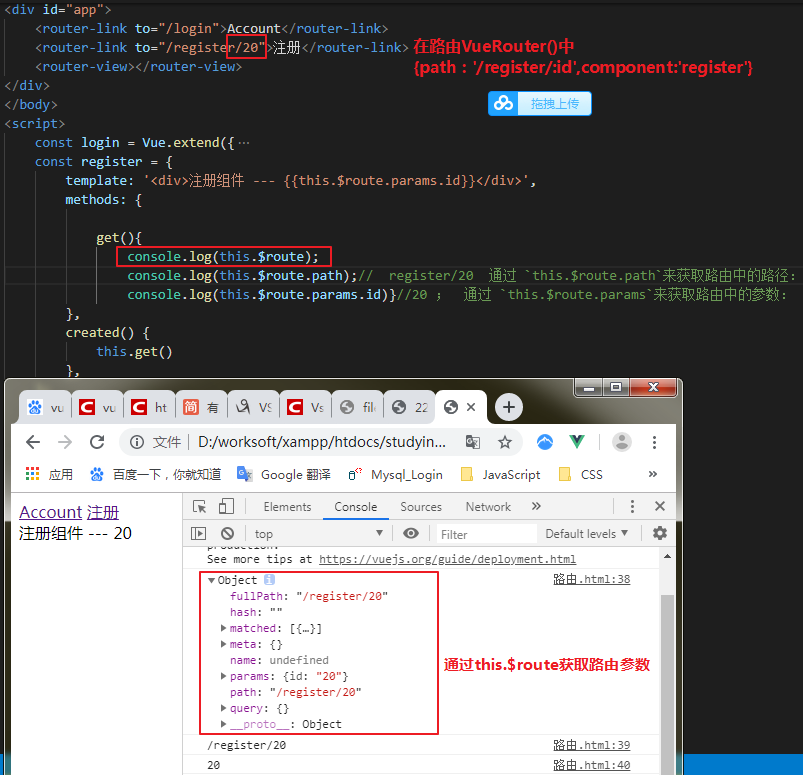 <div id="app">
<router-link to="/login">Account</router-link>
<router-link to="/register/20">注册</router-link>
在路由VueRouter()中
<router-view></router-view>
{path : '/register/:id',component:'register'}
</div>
拖拽上传
</body>
<script>
const login = Vue.extend({ ···
const register = {
template: '<div>注册组件 --- {{this.$route.params.id}}</div>',
methods: {
get(){
console.log(this.$route);
console.log(this.$route.path);// register/20 通过 `this.$route.path`来获取路由中的路径:
console.log(this.$route.params.id)}//20 ; 通过 `this.$route.params`来获取路由中的参数:
},
created() {
this.get()
},
vu
vu
ht
有
VS
Vs
file
22
文件 | D:/worksoft/xampp/htdocs/studyin...
应用 百度一下，你就知道 Google 翻译 Mysql_Login JavaScript CSS »
Elements Console Sources Network »
top Filter Default levels
Account 注册
注册组件 --- 20
production.
See more tips at https://vuejs.org/guide/deployment.html
Object i 路由.html:38
fullPath: "/register/20"
hash: ""
matched: [{…}]
meta: {}
name: undefined
params: {id: "20"}
path: "/register/20"
query: {}
__proto__: Object
通过this.$route获取路由参数
/register/20 路由.html:39
20 路由.html:40